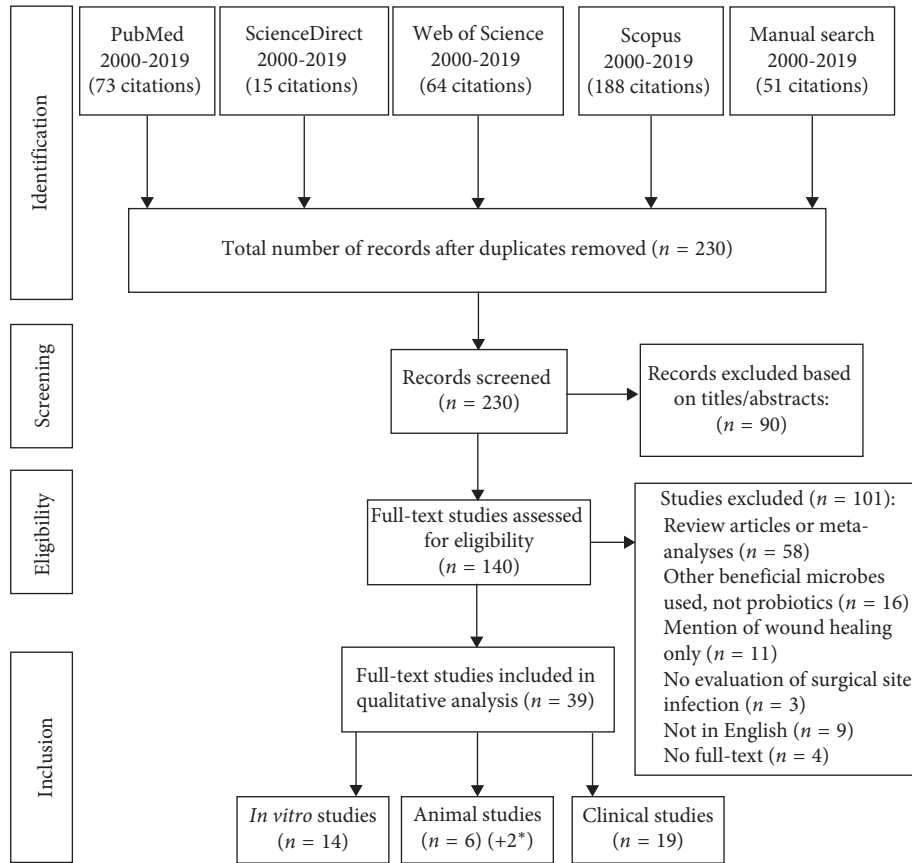 Identification
PubMed
2000-2019
(73 citations)
ScienceDirect
2000-2019
(15 citations)
Web of Science
2000-2019
(64 citations)
Scopus
2000-2019
(188 citations)
Manual search
2000-2019
(51 citations)
Total number of records after duplicates removed (n = 230)
Screening
Records screened
(n = 230)
Records excluded based
on titles/abstracts:
(n = 90)
Eligibility
Full-text studies assessed
for eligibility
(n = 140)
Studies excluded (n = 101):
Review articles or meta-
analyses (n = 58)
Other beneficial microbes
used, not probiotics (n = 16)
Mention of wound healing
only (n = 11)
No evaluation of surgical site
infection (n = 3)
Not in English (n = 9)
No full-text (n = 4)
Inclusion
Full-text studies included in
qualitative analysis (n = 39)
In vitro studies
(n = 14)
Animal studies
(n = 6) (+2*)
Clinical studies
(n = 19)